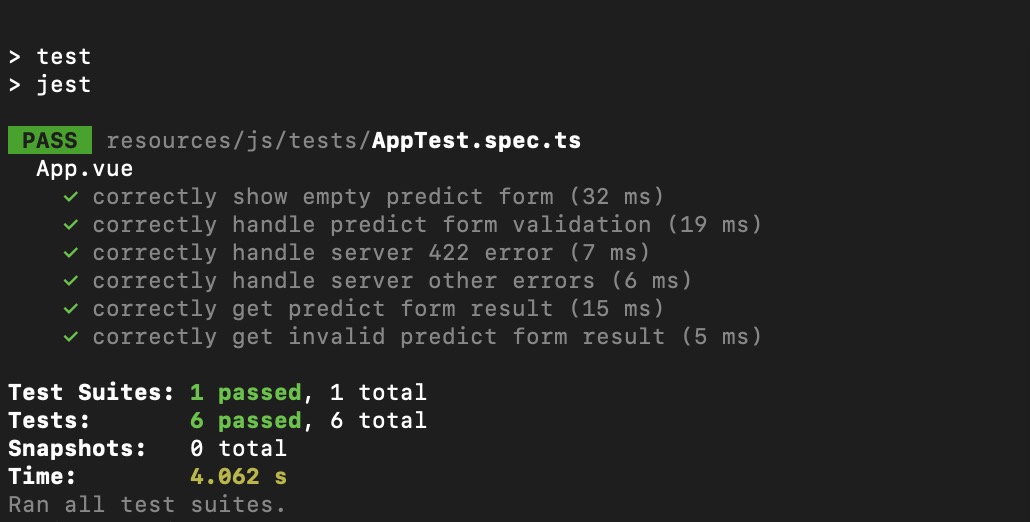 > test
> jest
PASS resources/js/tests/AppTest.spec.ts
App.vue
✓ correctly show empty predict form (32 ms)
✓ correctly handle predict form validation (19 ms)
✓ correctly handle server 422 error (7 ms)
✓ correctly handle server other errors (6 ms)
✓ correctly get predict form result (15 ms)
✓ correctly get invalid predict form result (5 ms)
Test Suites: 1 passed, 1 total
Tests: 6 passed, 6 total
Snapshots: 0 total
Time: 4.062 s
Ran all test suites.